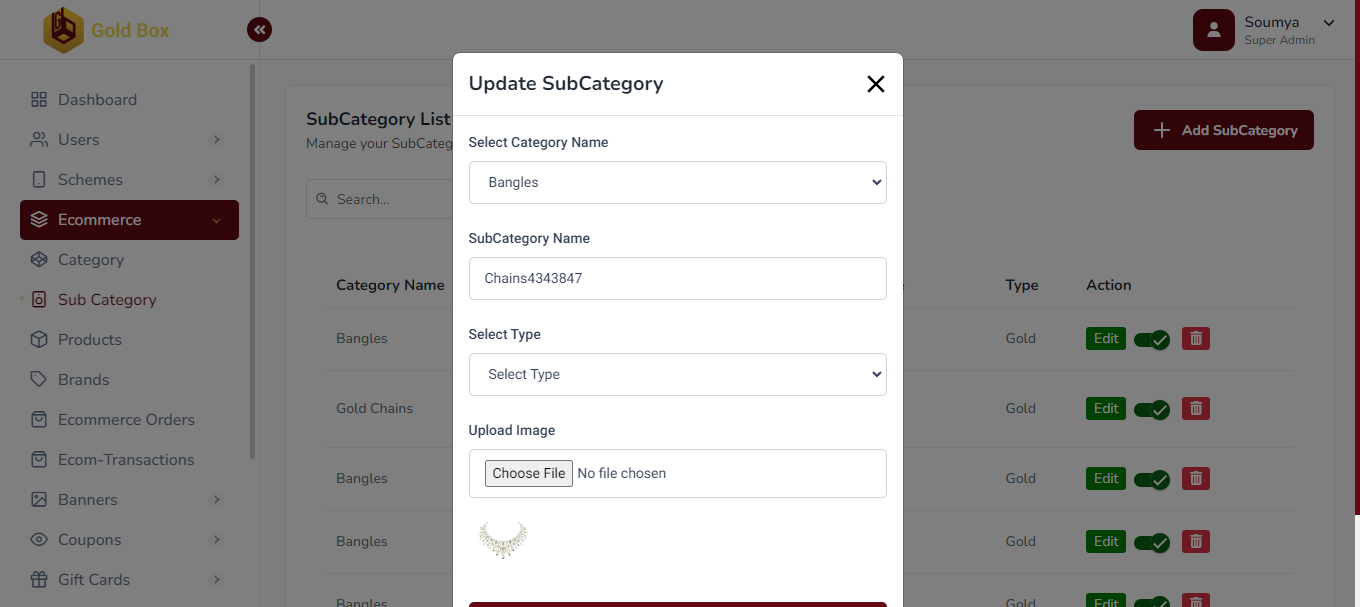 Gold Box
Soumya
Super Admin
Dashboard
Users
Schemes
Ecommerce
Category
Sub Category
Products
Brands
Ecommerce Orders
Ecom-Transactions
Banners
Coupons
Gift Cards
SubCategory List
Manage your SubCateg
Add SubCategory
Search...
Category Name
Type
Action
Bangles
Gold
Edit
Gold Chains
Gold
Edit
Bangles
Gold
Edit
Bangles
Gold
Edit
Bangles
Gold
Edit
Update SubCategory
Select Category Name
Bangles
SubCategory Name
Chains4343847
Select Type
Select Type
Upload Image
Choose File No file chosen